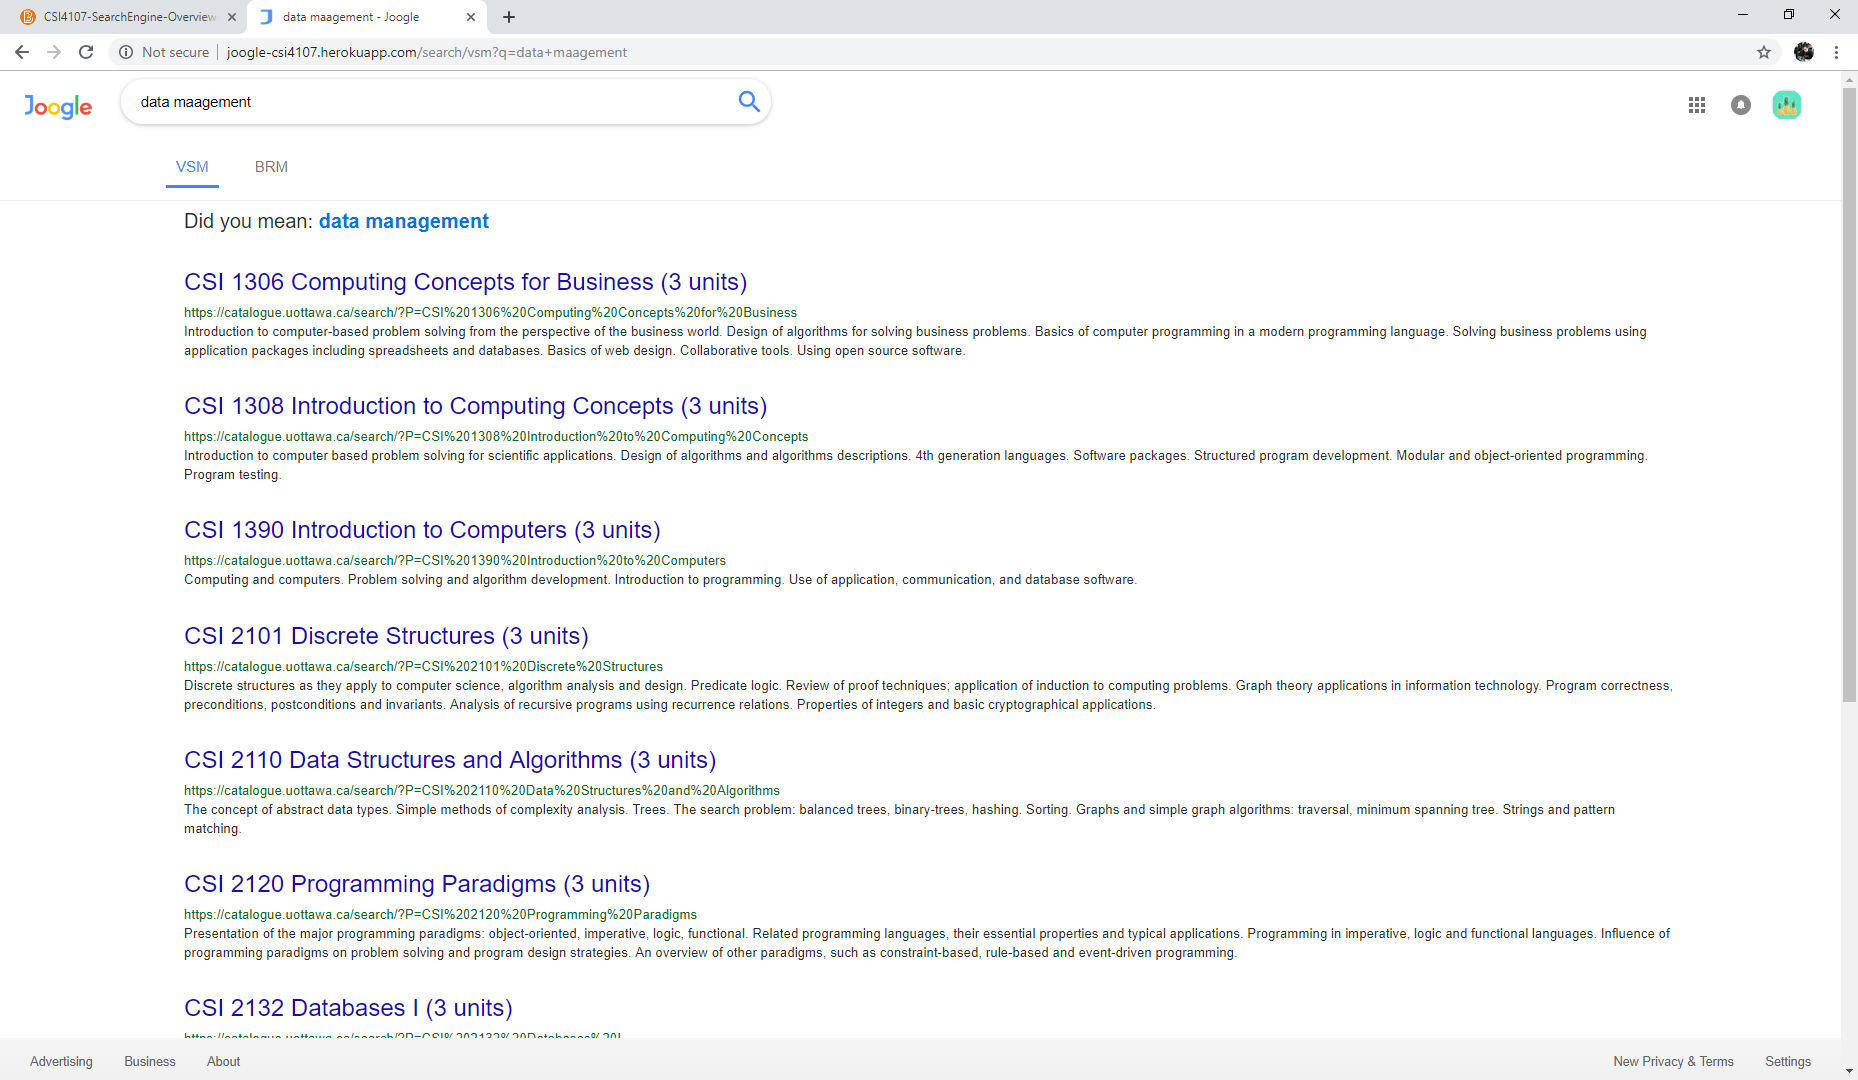 CSI4107-SearchEngine-Overview
data maagement - Joogle
Not secure
joogle-csi4107.herokuapp.com/search/vsm?q=data+maagement
Joogle
data maagement
VSM
BRM
Did you mean: data management
CSI 1306 Computing Concepts for Business (3 units)
https://catalogue.uottawa.ca/search/?P=CSI%201306%20Computing%20Concepts%20for%20Business
Introduction to computer-based problem solving from the perspective of the business world. Design of algorithms for solving business problems. Basics of computer programming in a modern programming language. Solving business problems using
application packages including spreadsheets and databases. Basics of web design. Collaborative tools. Using open source software.
CSI 1308 Introduction to Computing Concepts (3 units)
https://catalogue.uottawa.ca/search/?P=CSI%201308%20Introduction%20to%20Computing%20Concepts
Introduction to computer based problem solving for scientific applications. Design of algorithms and algorithms descriptions. 4th generation languages. Software packages. Structured program development. Modular and object-oriented programming.
Program testing.
CSI 1390 Introduction to Computers (3 units)
https://catalogue.uottawa.ca/search/?P=CSI%201390%20Introduction%20to%20Computers
Computing and computers. Problem solving and algorithm development. Introduction to programming. Use of application, communication, and database software.
CSI 2101 Discrete Structures (3 units)
https://catalogue.uottawa.ca/search/?P=CSI%202101%20Discrete%20Structures
Discrete structures as they apply to computer science, algorithm analysis and design. Predicate logic. Review of proof techniques; application of induction to computing problems. Graph theory applications in information technology. Program correctness,
preconditions, postconditions and invariants. Analysis of recursive programs using recurrence relations. Properties of integers and basic cryptographical applications.
CSI 2110 Data Structures and Algorithms (3 units)
https://catalogue.uottawa.ca/search/?P=CSI%202110%20Data%20Structures%20and%20Algorithms
The concept of abstract data types. Simple methods of complexity analysis. Trees. The search problem: balanced trees, binary-trees, hashing. Sorting. Graphs and simple graph algorithms: traversal, minimum spanning tree. Strings and pattern
matching.
CSI 2120 Programming Paradigms (3 units)
https://catalogue.uottawa.ca/search/?P=CSI%202120%20Programming%20Paradigms
Presentation of the major programming paradigms: object-oriented, imperative, logic, functional. Related programming languages, their essential properties and typical applications. Programming in imperative, logic and functional languages. Influence of
programming paradigms on problem solving and program design strategies. An overview of other paradigms, such as constraint-based, rule-based and event-driven programming.
CSI 2132 Databases I (3 units)
https://catalogue.uottawa.ca/search/?P=CSI%202132%20Databases%20I
Advertising
Business
About
New Privacy & Terms
Settings